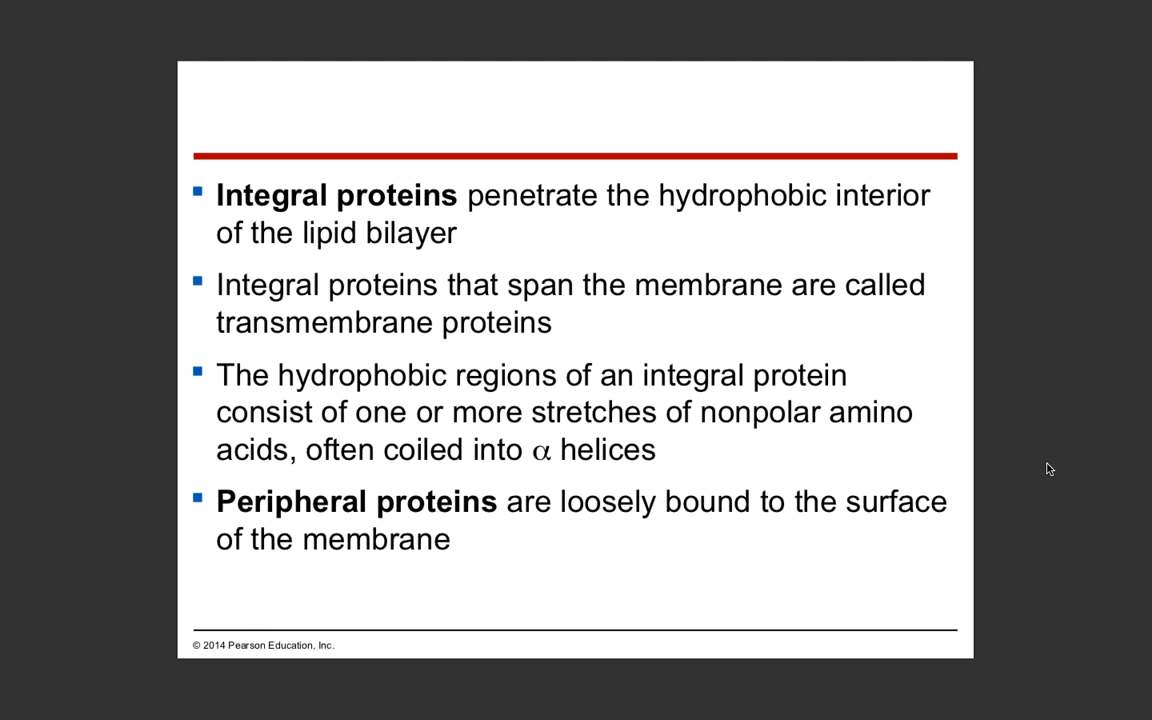 Integral proteins penetrate the hydrophobic interior
of the lipid bilayer
Integral proteins that span the membrane are called
transmembrane proteins
The hydrophobic regions of an integral protein
consist of one or more stretches of nonpolar amino
acids, often coiled into α helices
Peripheral proteins are loosely bound to the surface
of the membrane
© 2014 Pearson Education, Inc.